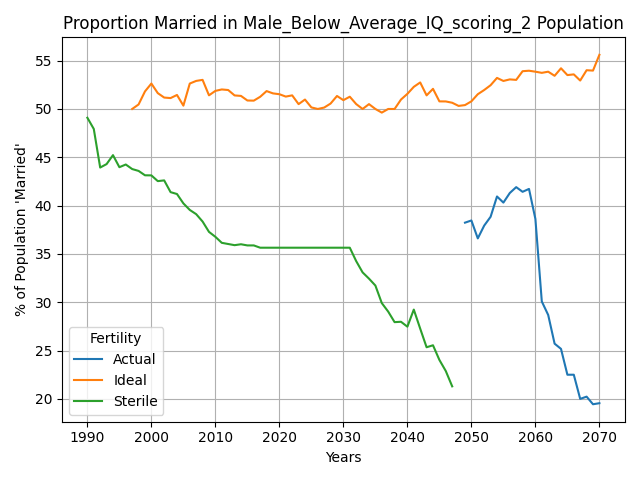 Proportion Married in Male_Below_Average_IQ_scoring_2 Population
% of Population 'Married'
55
50
45
40
35
30
25
20
Fertility
Actual
Ideal
Sterile
1990 2000 2010 2020 2030 2040 2050 2060 2070
Years